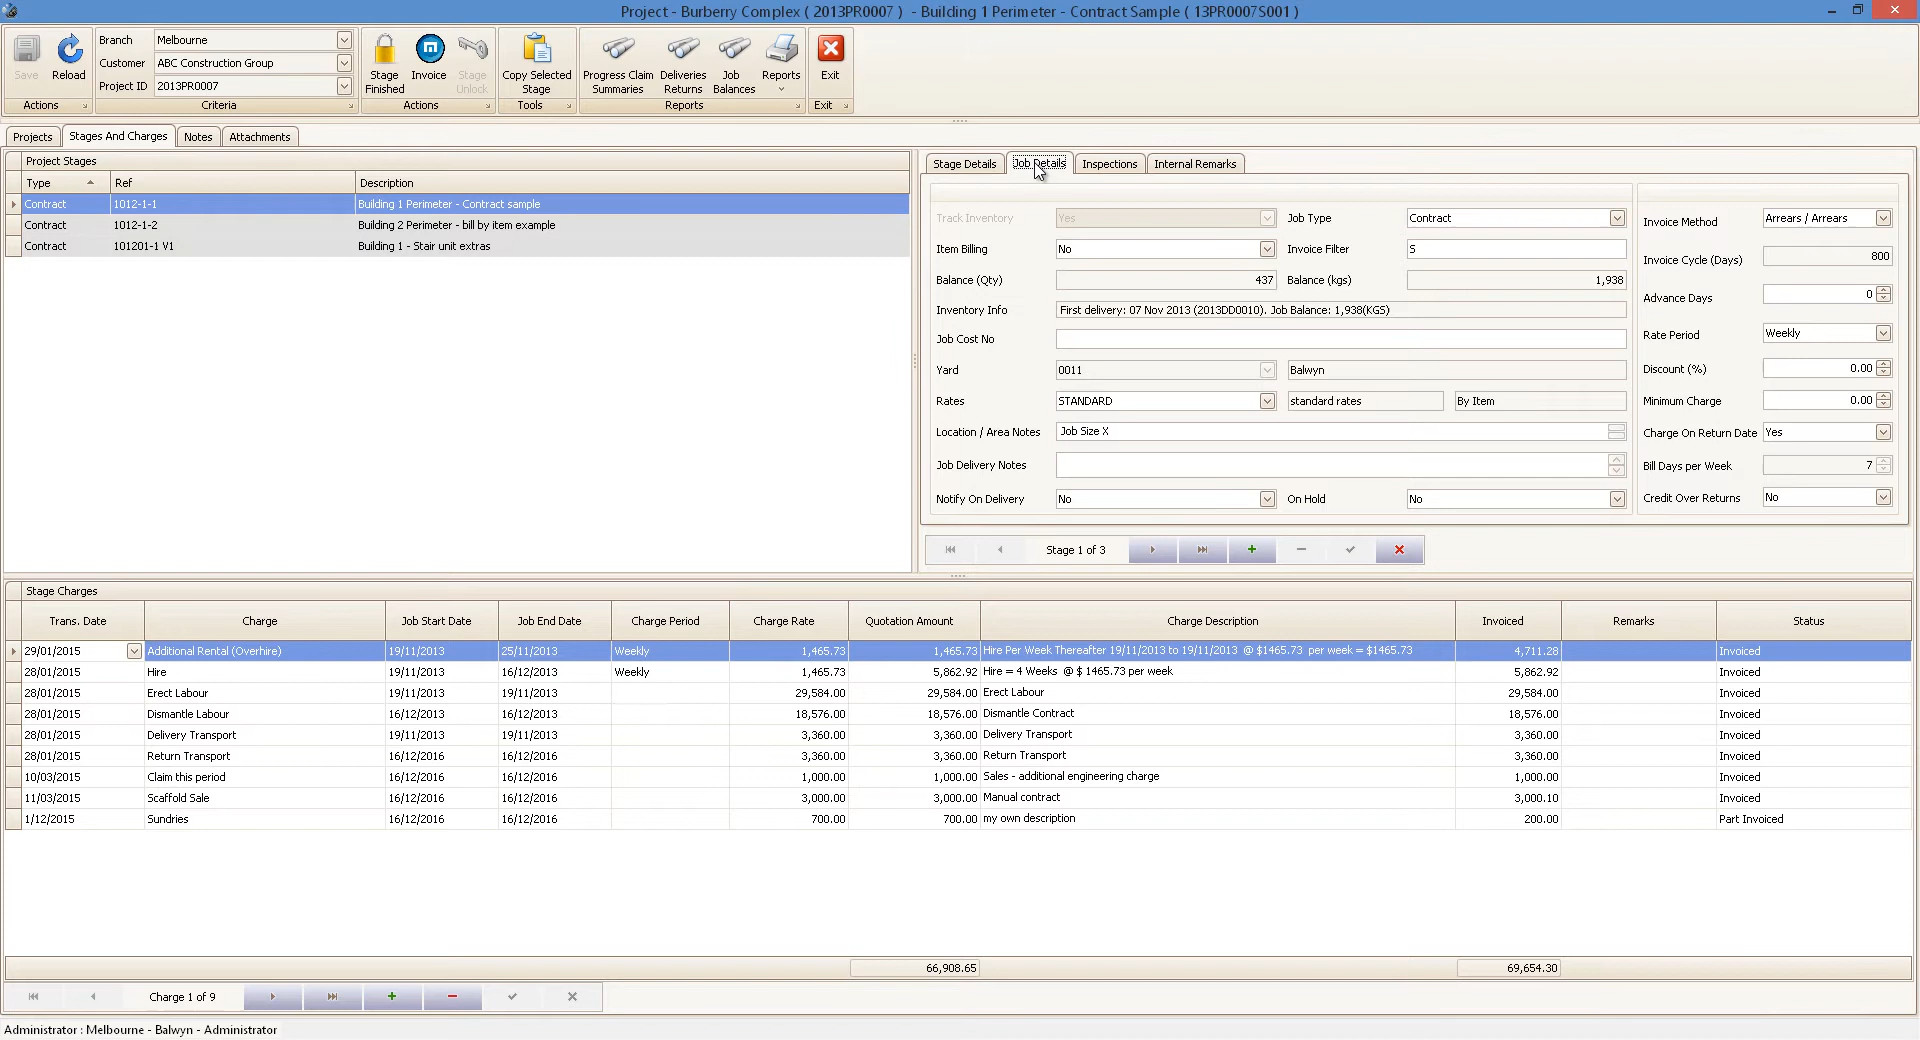 Project - Burberry Complex ( 2013PR0007 ) - Building 1 Perimeter - Contract Sample ( 13PR0007S001 )
Save
Reload
Actions
Branch Melbourne
Customer ABC Construction Group
Project ID 2013PR0007
Criteria
Stage Finished
Invoice
Stage Unlock
Actions
Copy Selected Stage
Tools
Progress Claim Summaries
Deliveries Returns
Job Balances
Reports
Reports
Exit
Exit
Projects Stages And Charges Notes Attachments
Project Stages
Type Ref Description
Contract 1012-1-1 Building 1 Perimeter - Contract sample
Contract 1012-1-2 Building 2 Perimeter - bill by item example
Contract 101201-1 V1 Building 1 - Stair unit extras
Stage Details Job Details Inspections Internal Remarks
Track Inventory Yes Job Type Contract
Item Billing No Invoice Filter S
Balance (Qty) 437 Balance (kgs) 1,938
Inventory Info First delivery: 07 Nov 2013 (2013DD0010). Job Balance: 1,938(KGS)
Job Cost No
Yard 0011 Balwyn
Rates STANDARD standard rates By Item
Location / Area Notes Job Size X
Job Delivery Notes
Notify On Delivery No On Hold No
Invoice Method Arrears / Arrears
Invoice Cycle (Days) 800
Advance Days 0
Rate Period Weekly
Discount (%) 0.00
Minimum Charge 0.00
Charge On Return Date Yes
Bill Days per Week 7
Credit Over Returns No
Stage 1 of 3
Stage Charges
Trans. Date Charge Job Start Date Job End Date Charge Period Charge Rate Quotation Amount Charge Description Invoiced Remarks Status
29/01/2015 Additional Rental (Overhire) 19/11/2013 25/11/2013 Weekly 1,465.73 1,465.73 Hire Per Week Thereafter 19/11/2013 to 19/11/2013 @ $1465.73 per week = $1465.73 4,711.28 Invoiced
28/01/2015 Hire 19/11/2013 16/12/2013 Weekly 1,465.73 5,862.92 Hire = 4 Weeks @ $ 1465.73 per week 5,862.92 Invoiced
28/01/2015 Erect Labour 19/11/2013 19/11/2013 29,584.00 29,584.00 Erect Labour 29,584.00 Invoiced
28/01/2015 Dismantle Labour 16/12/2013 16/12/2013 18,576.00 18,576.00 Dismantle Contract 18,576.00 Invoiced
28/01/2015 Delivery Transport 19/11/2013 19/11/2013 3,360.00 3,360.00 Delivery Transport 3,360.00 Invoiced
28/01/2015 Return Transport 16/12/2016 16/12/2016 3,360.00 3,360.00 Return Transport 3,360.00 Invoiced
10/03/2015 Claim this period 16/12/2016 16/12/2016 1,000.00 1,000.00 Sales - additional engineering charge 1,000.00 Invoiced
11/03/2015 Scaffold Sale 16/12/2016 16/12/2016 3,000.00 3,000.00 Manual contract 3,000.10 Invoiced
1/12/2015 Sundries 16/12/2016 16/12/2016 700.00 700.00 my own description 200.00 Part Invoiced
66,908.65 69,654.30
Charge 1 of 9
Administrator : Melbourne - Balwyn - Administrator